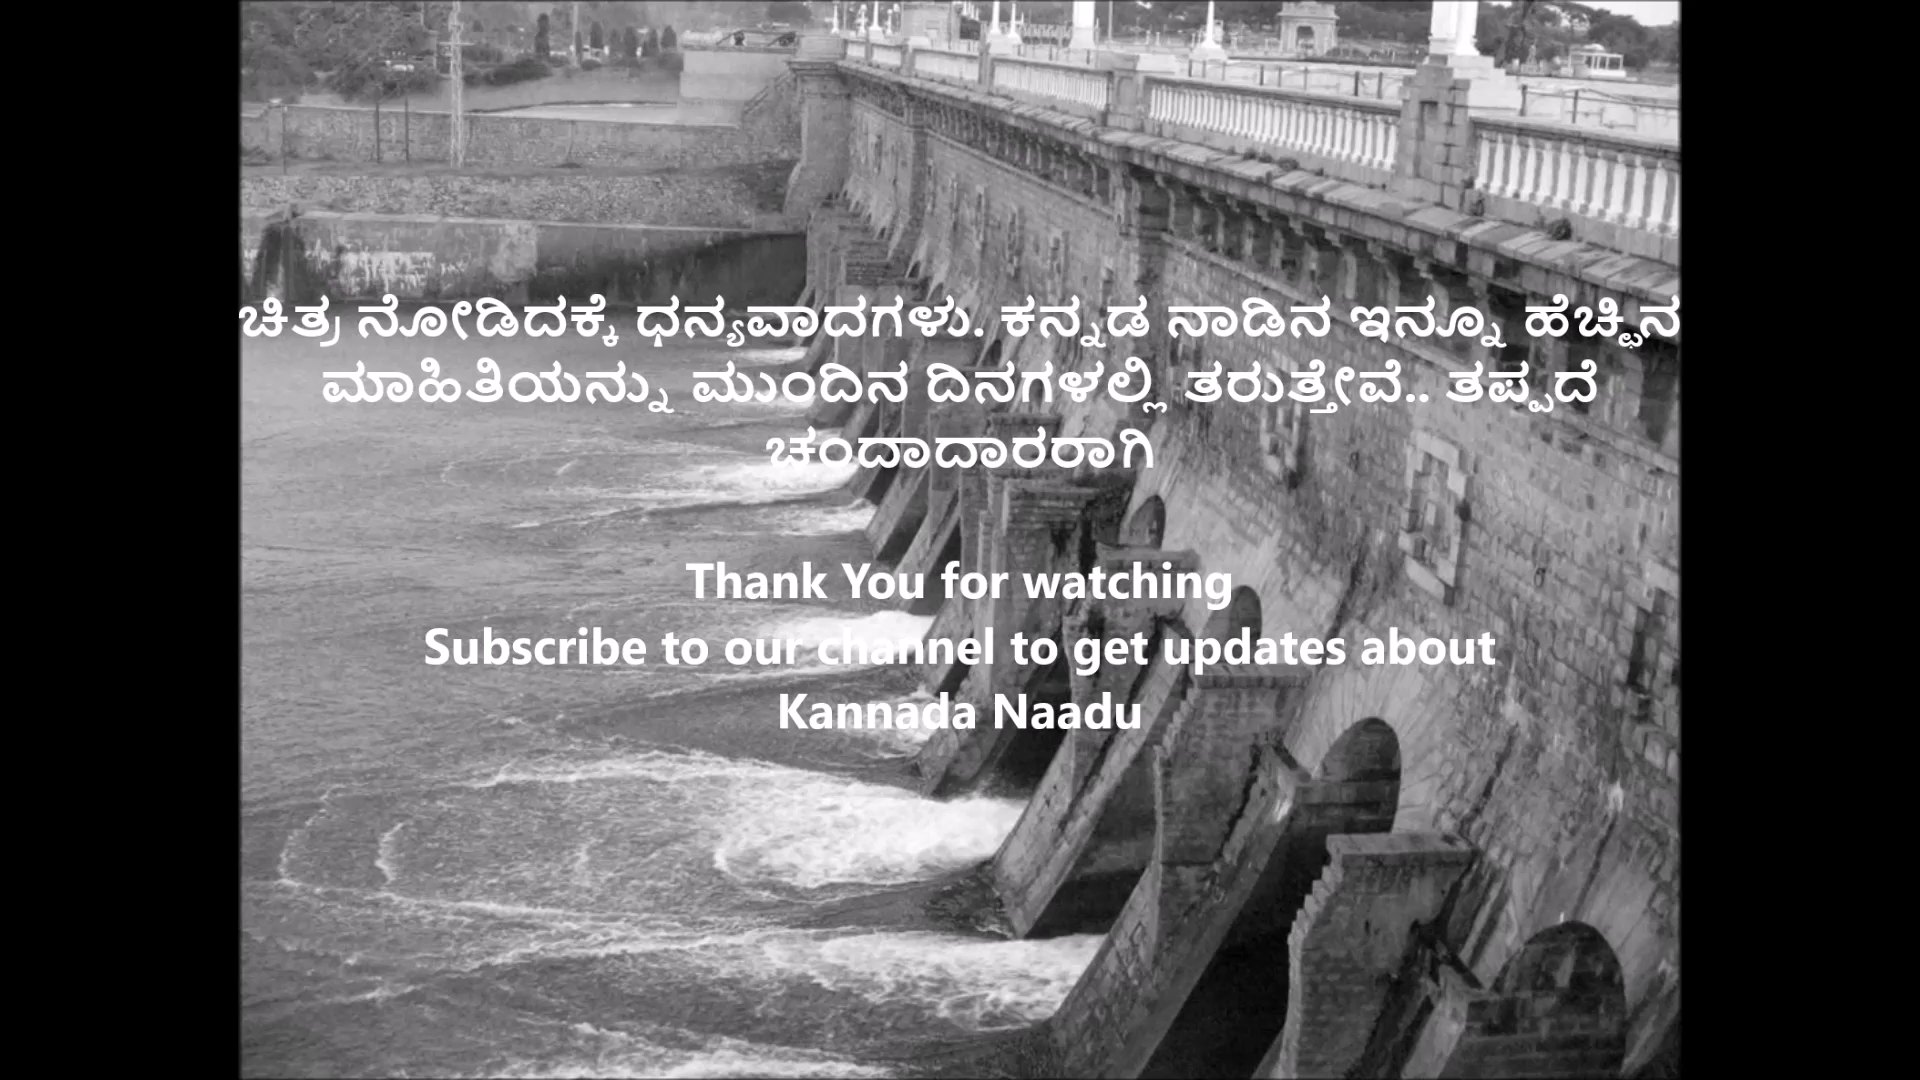 ಚಿತ್ರ ನೋಡಿದಕ್ಕೆ ಧನ್ಯವಾದಗಳು. ಕನ್ನಡ ನಾಡಿನ ಇನ್ನೂ ಹೆಚ್ಚಿನ
ಮಾಹಿತಿಯನ್ನು ಮುಂದಿನ ದಿನಗಳಲ್ಲಿ ತರುತ್ತೇವೆ.. ತಪ್ಪದೆ
ಚಂದಾದಾರರಾಗಿ
Thank You for watching
Subscribe to our channel to get updates about
Kannada Naadu